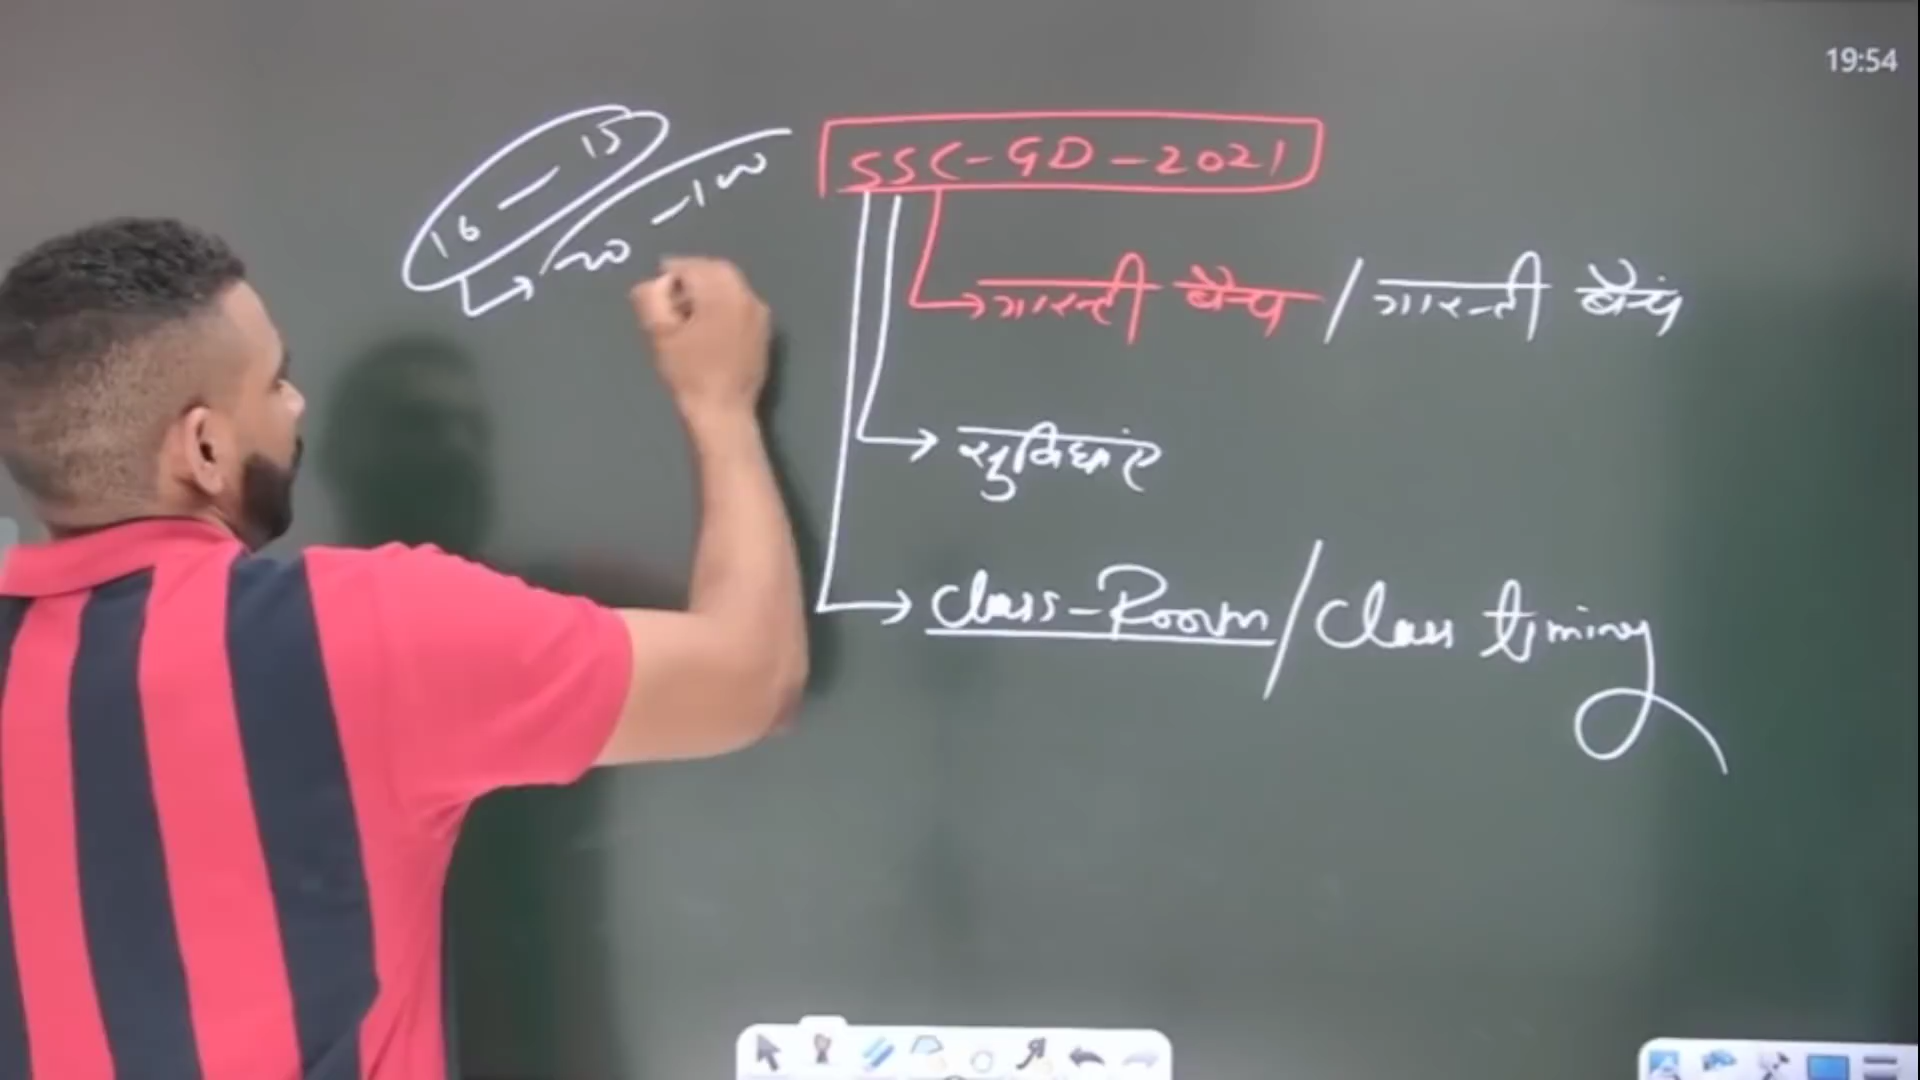 19:54
16 - 15
SSC-GD-2021
गारन्टी बैच / गारन्टी बैच
सुविधाएं
Class-Room / Class timing